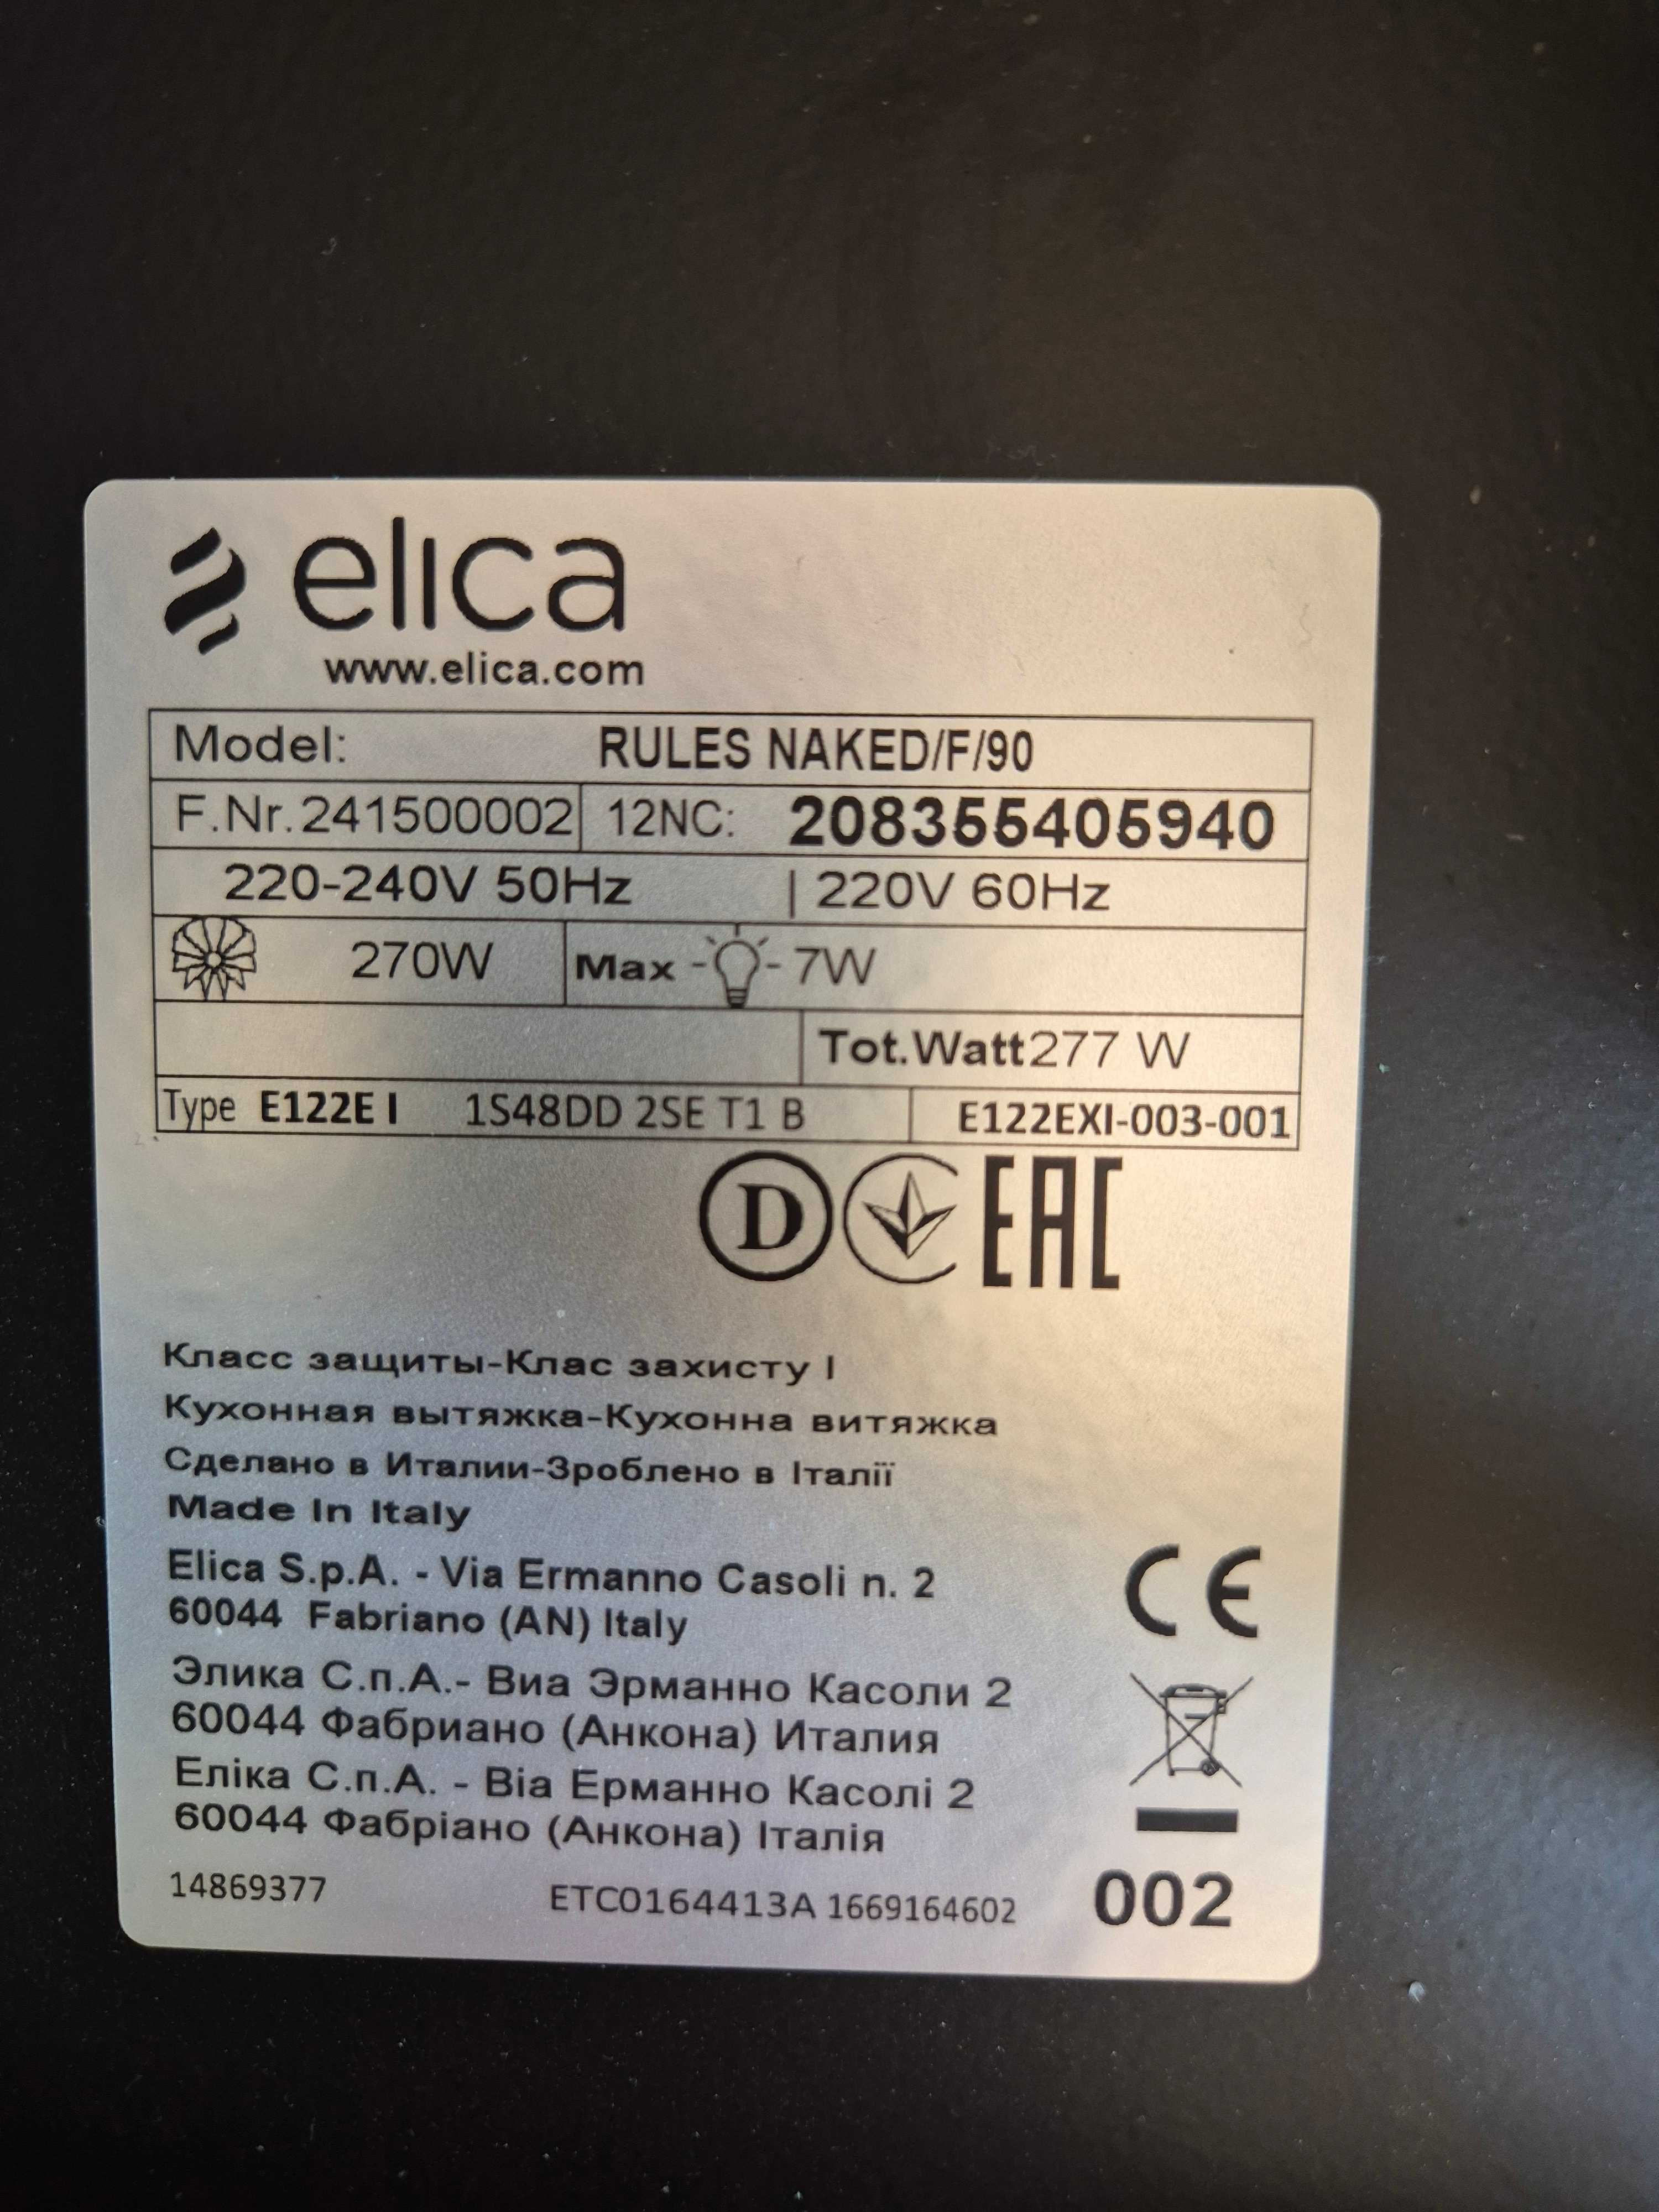 elica
www.elica.com
Model: RULES NAKED/F/90
F.Nr.241500002 12NC: 208355405940
220-240V 50Hz | 220V 60Hz
270W Max 7W
Tot.Watt277 W
Type E122E I 1S48DD 2SE T1 B E122EXI-003-001
D EAC
Класс защиты-Клас захисту I
Кухонная вытяжка-Кухонна витяжка
Сделано в Италии-Зроблено в Італії
Made In Italy
Elica S.p.A. - Via Ermanno Casoli n. 2
60044 Fabriano (AN) Italy
CE
Элика С.п.А.- Виа Эрманно Касоли 2
60044 Фабриано (Анкона) Италия
Еліка С.п.А. - Віа Ерманно Касолі 2
60044 Фабріано (Анкона) Італія
14869377 ETC0164413A 1669164602 002